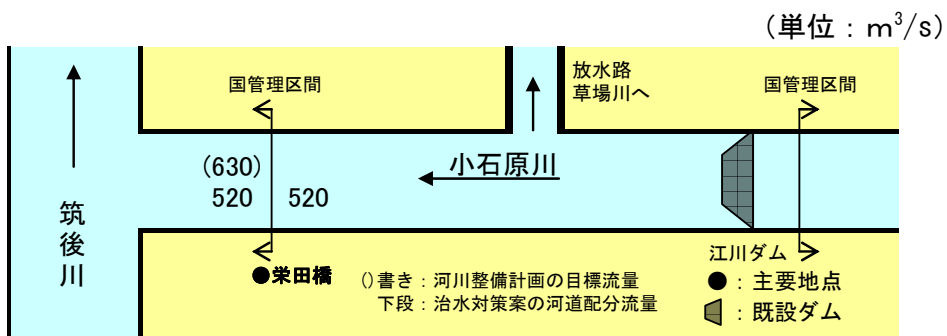 (単位：m³/s)
国管理区間
放水路
草場川へ
国管理区間
(630)
520
520
小石原川
筑後川
江川ダム
●栄田橋
()書き：河川整備計画の目標流量
下段：治水対策案の河道配分流量
●：主要地点
：既設ダム